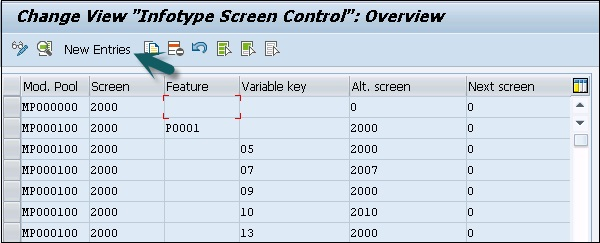 Change View "Infotype Screen Control": Overview
New Entries
Mod. Pool Screen Feature Variable key Alt. screen Next screen
MP000000 2000 0 0
MP000100 2000 P0001 2000 0
MP000100 2000 05 2000 0
MP000100 2000 07 2007 0
MP000100 2000 09 2000 0
MP000100 2000 10 2010 0
MP000100 2000 13 2000 0